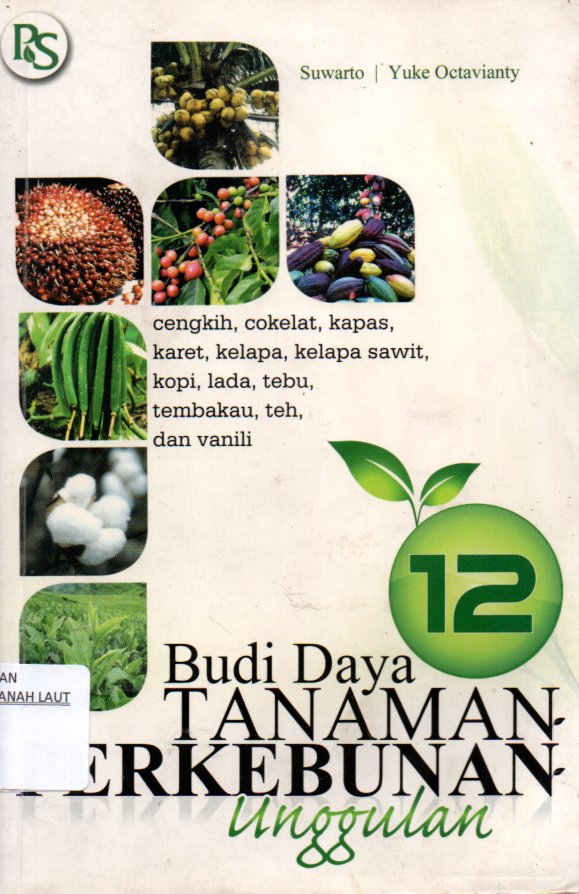 PS
Suwarto | Yuke Octavianty
cengkih, cokelat, kapas,
karet, kelapa, kelapa sawit,
kopi, lada, tebu,
tembakau, teh,
dan vanili
12
Budi Daya
TANAMAN
PERKEBUNAN
Unggulan
AN
ANAH LAUT